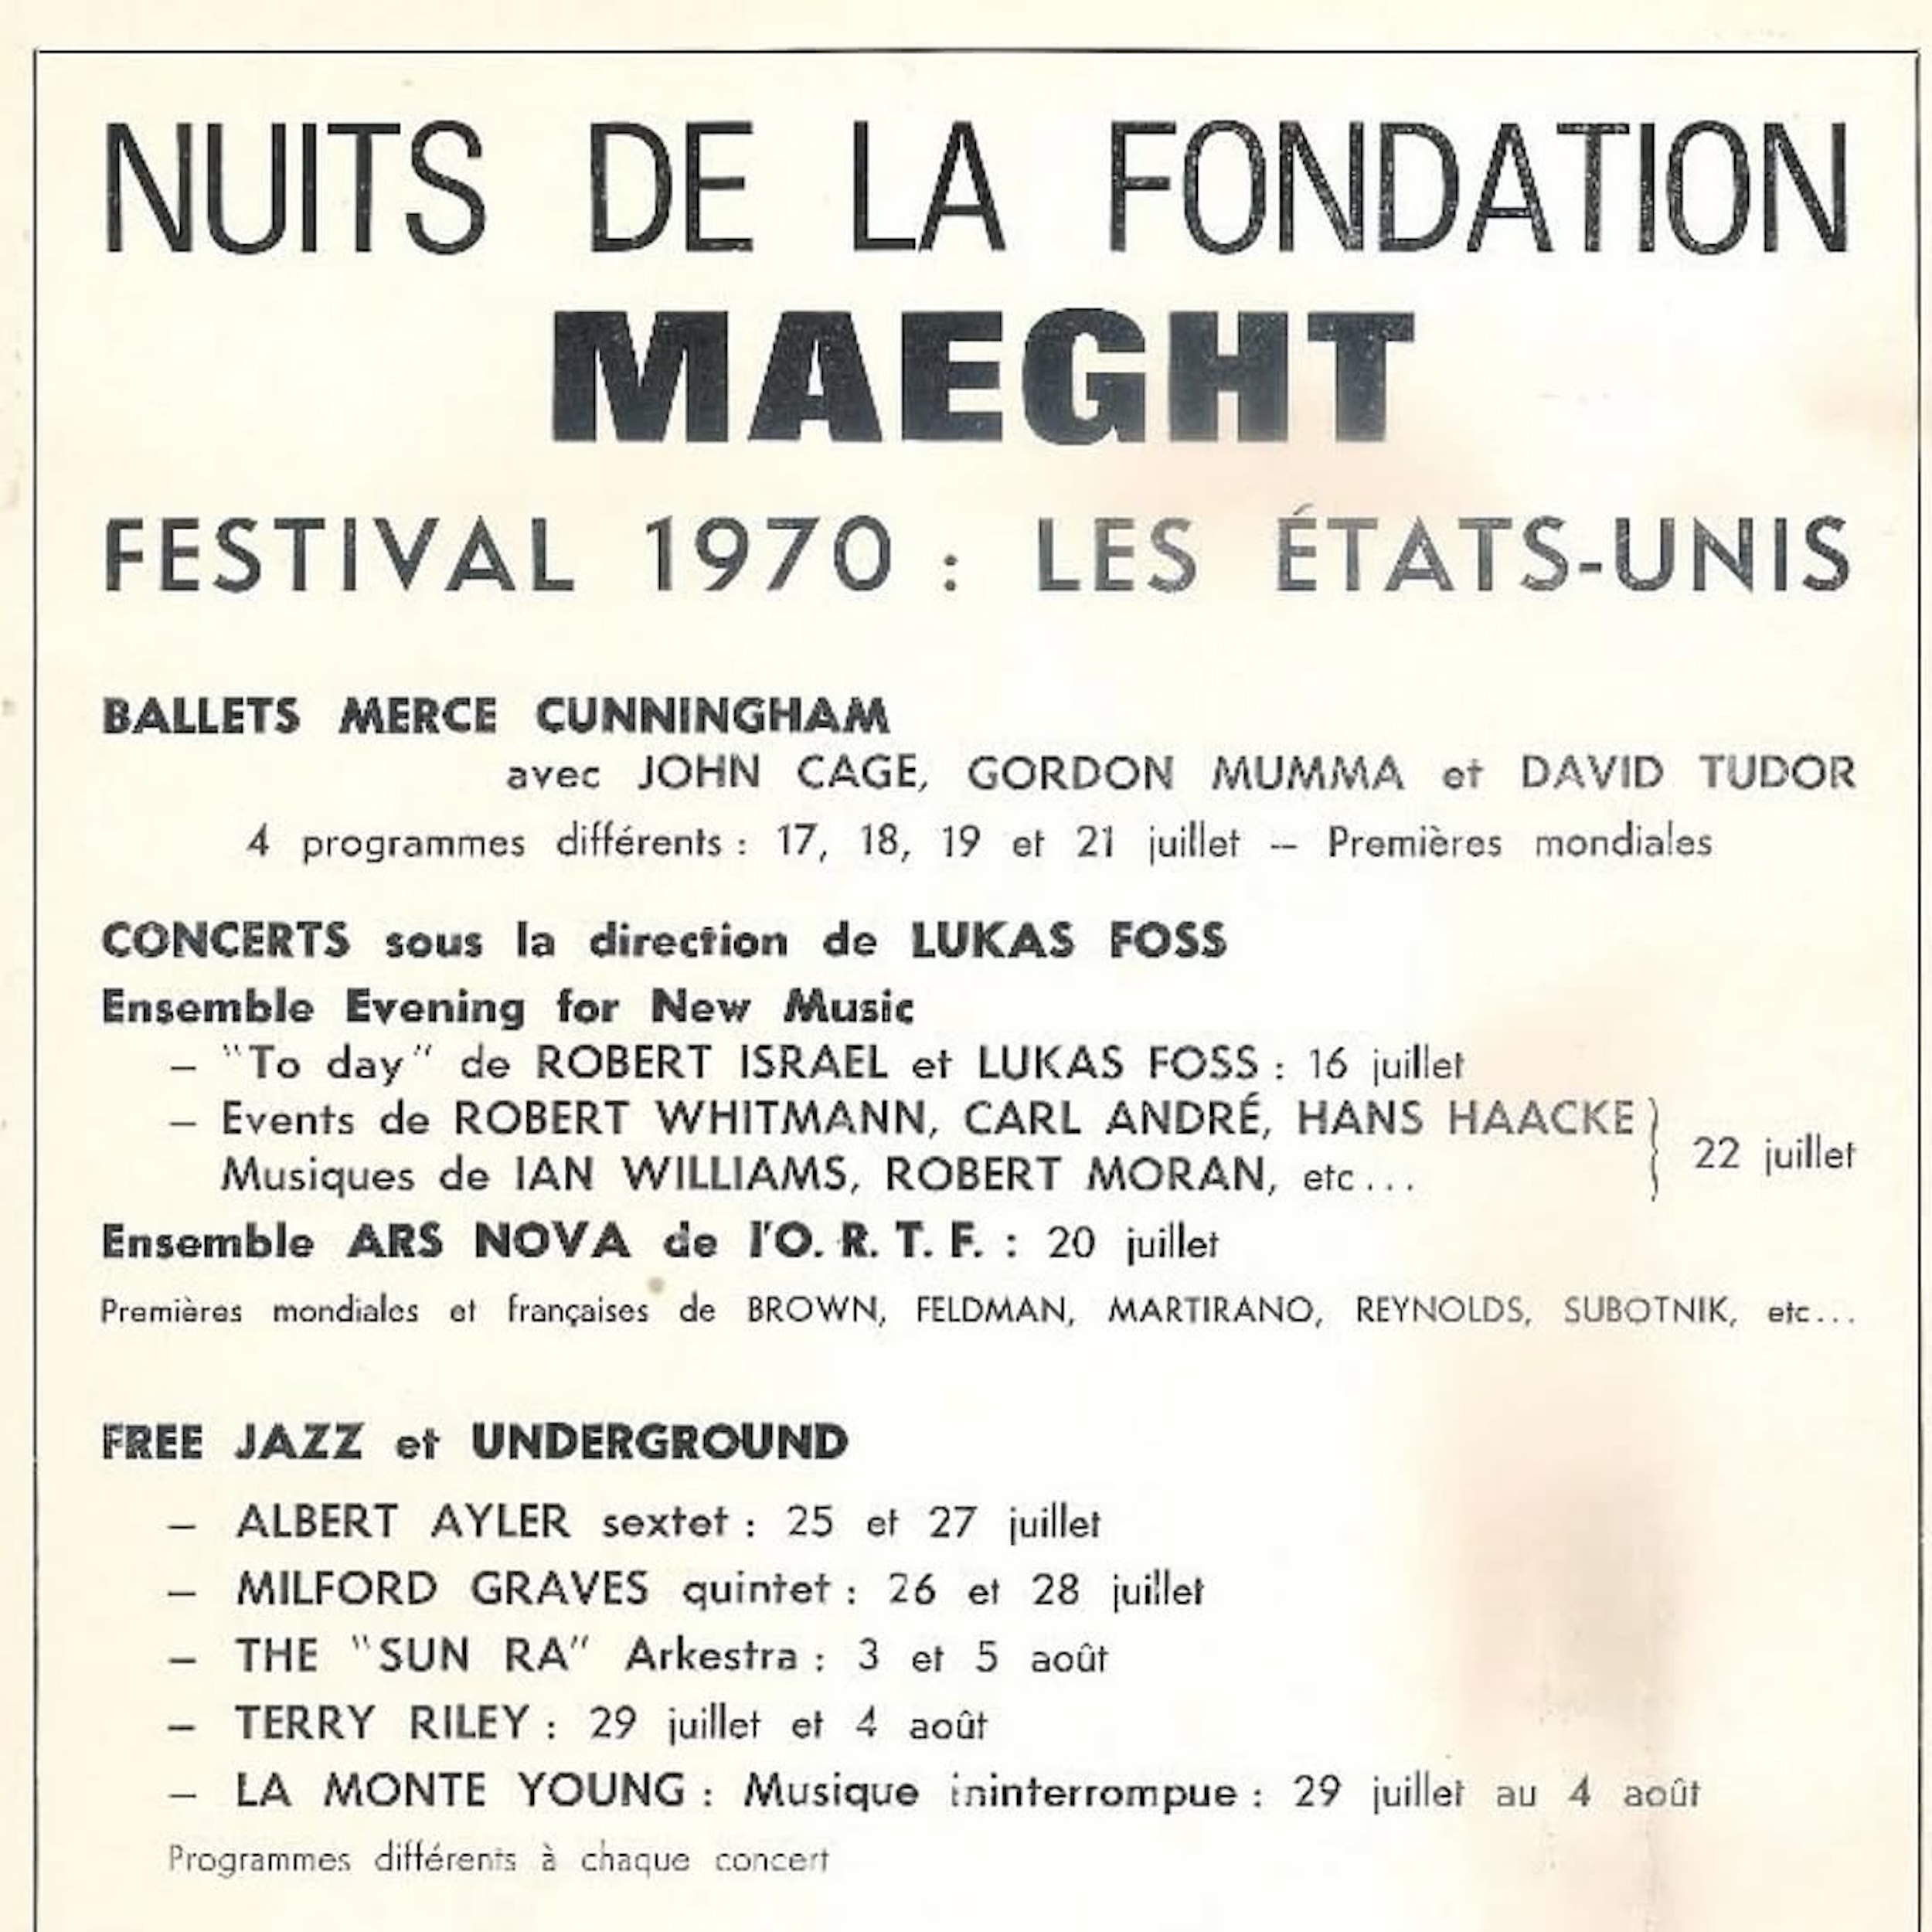 NUITS DE LA FONDATION
MAEGHT
FESTIVAL 1970 : LES ÉTATS-UNIS
BALLETS MERCE CUNNINGHAM
avec JOHN CAGE, GORDON MUMMA et DAVID TUDOR
4 programmes différents : 17, 18, 19 et 21 juillet -- Premières mondiales
CONCERTS sous la direction de LUKAS FOSS
Ensemble Evening for New Music
– "To day" de ROBERT ISRAEL et LUKAS FOSS : 16 juillet
– Events de ROBERT WHITMANN, CARL ANDRÉ, HANS HAACKE
22 juillet
Musiques de IAN WILLIAMS, ROBERT MORAN, etc...
Ensemble ARS NOVA de l'O. R. T. F. : 20 juillet
Premières mondiales et françaises de BROWN, FELDMAN, MARTIRANO, REYNOLDS, SUBOTNIK, etc...
FREE JAZZ et UNDERGROUND
– ALBERT AYLER sextet : 25 et 27 juillet
– MILFORD GRAVES quintet : 26 et 28 juillet
– THE "SUN RA" Arkestra : 3 et 5 août
– TERRY RILEY : 29 juillet et 4 août
– LA MONTE YOUNG : Musique ininterrompue : 29 juillet au 4 août
Programmes différents à chaque concert